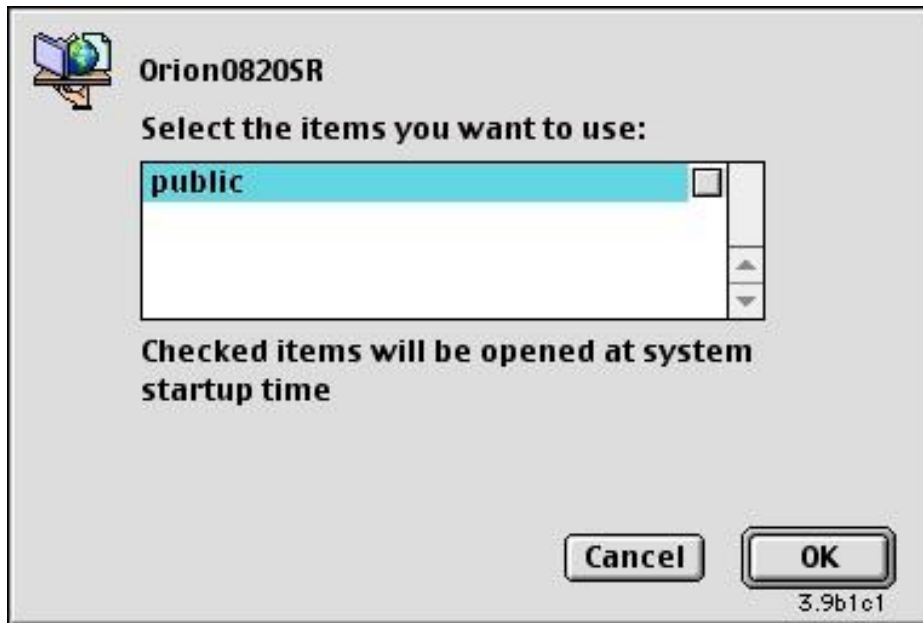 Orion0820SR
Select the items you want to use:
public
Checked items will be opened at system
startup time
Cancel
OK
3.9b1c1